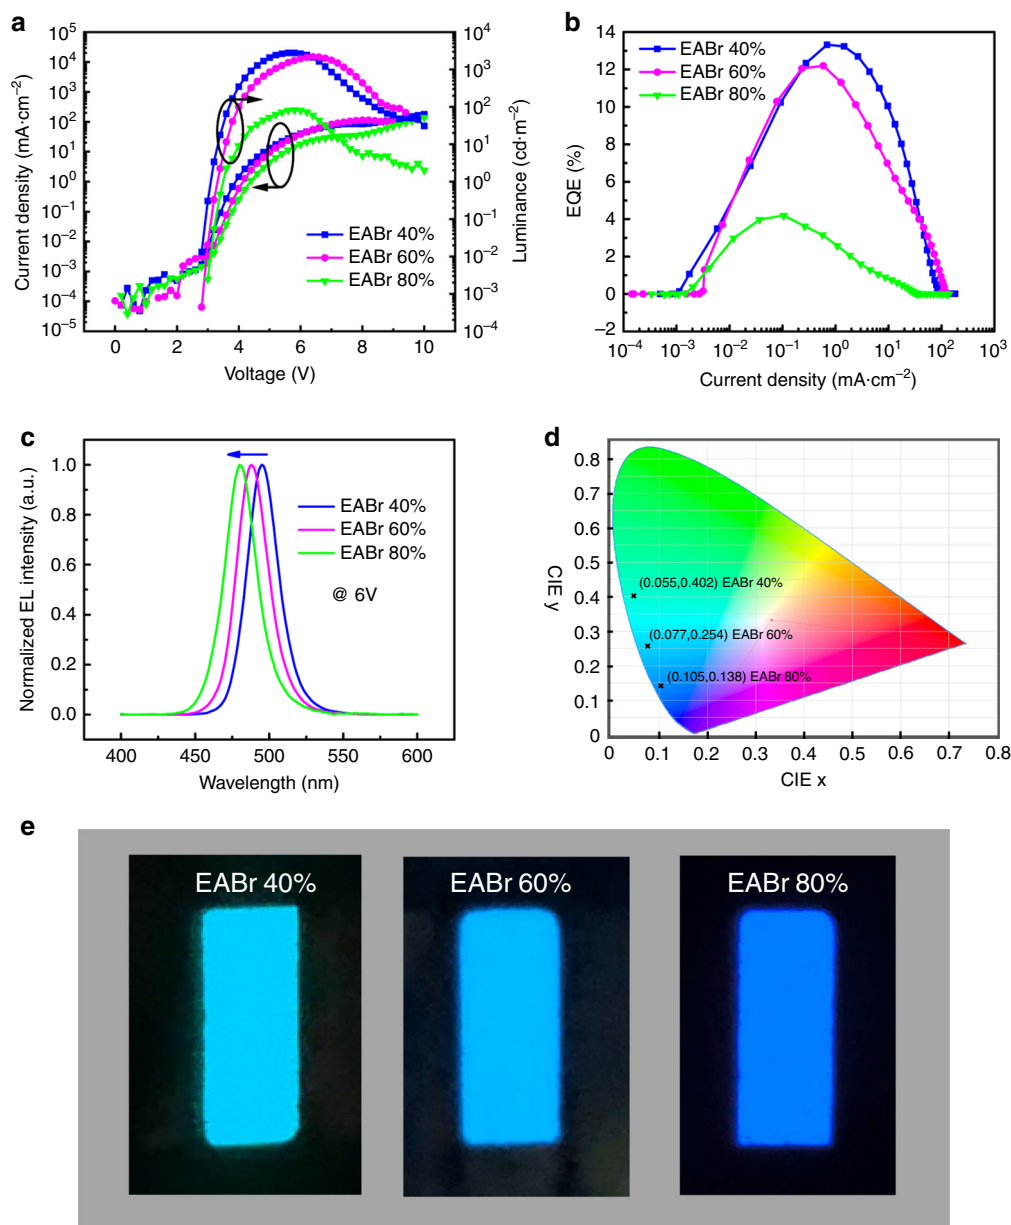 a
Current density (mA·cm⁻²)
10⁵
10⁴
10³
10²
10¹
10⁰
10⁻¹
10⁻²
10⁻³
10⁻⁴
10⁻⁵
10⁴
10³
10²
10¹
10⁰
10⁻¹
10⁻²
10⁻³
10⁻⁴
Luminance (cd·m⁻²)
EABr 40%
EABr 60%
EABr 80%
0 2 4 6 8 10
Voltage (V)
b
EQE (%)
14
12
10
8
6
4
2
0
–2
EABr 40%
EABr 60%
EABr 80%
10⁻⁴ 10⁻³ 10⁻² 10⁻¹ 10⁰ 10¹ 10² 10³
Current density (mA·cm⁻²)
c
Normalized EL intensity (a.u.)
1.0
0.8
0.6
0.4
0.2
0.0
EABr 40%
EABr 60%
EABr 80%
@ 6V
400 450 500 550 600
Wavelength (nm)
d
CIE y
0.8
0.7
0.6
0.5
0.4
0.3
0.2
0.1
0
(0.055,0.402) EABr 40%
(0.077,0.254) EABr 60%
(0.105,0.138) EABr 80%
0 0.1 0.2 0.3 0.4 0.5 0.6 0.7 0.8
CIE x
e
EABr 40%
EABr 60%
EABr 80%